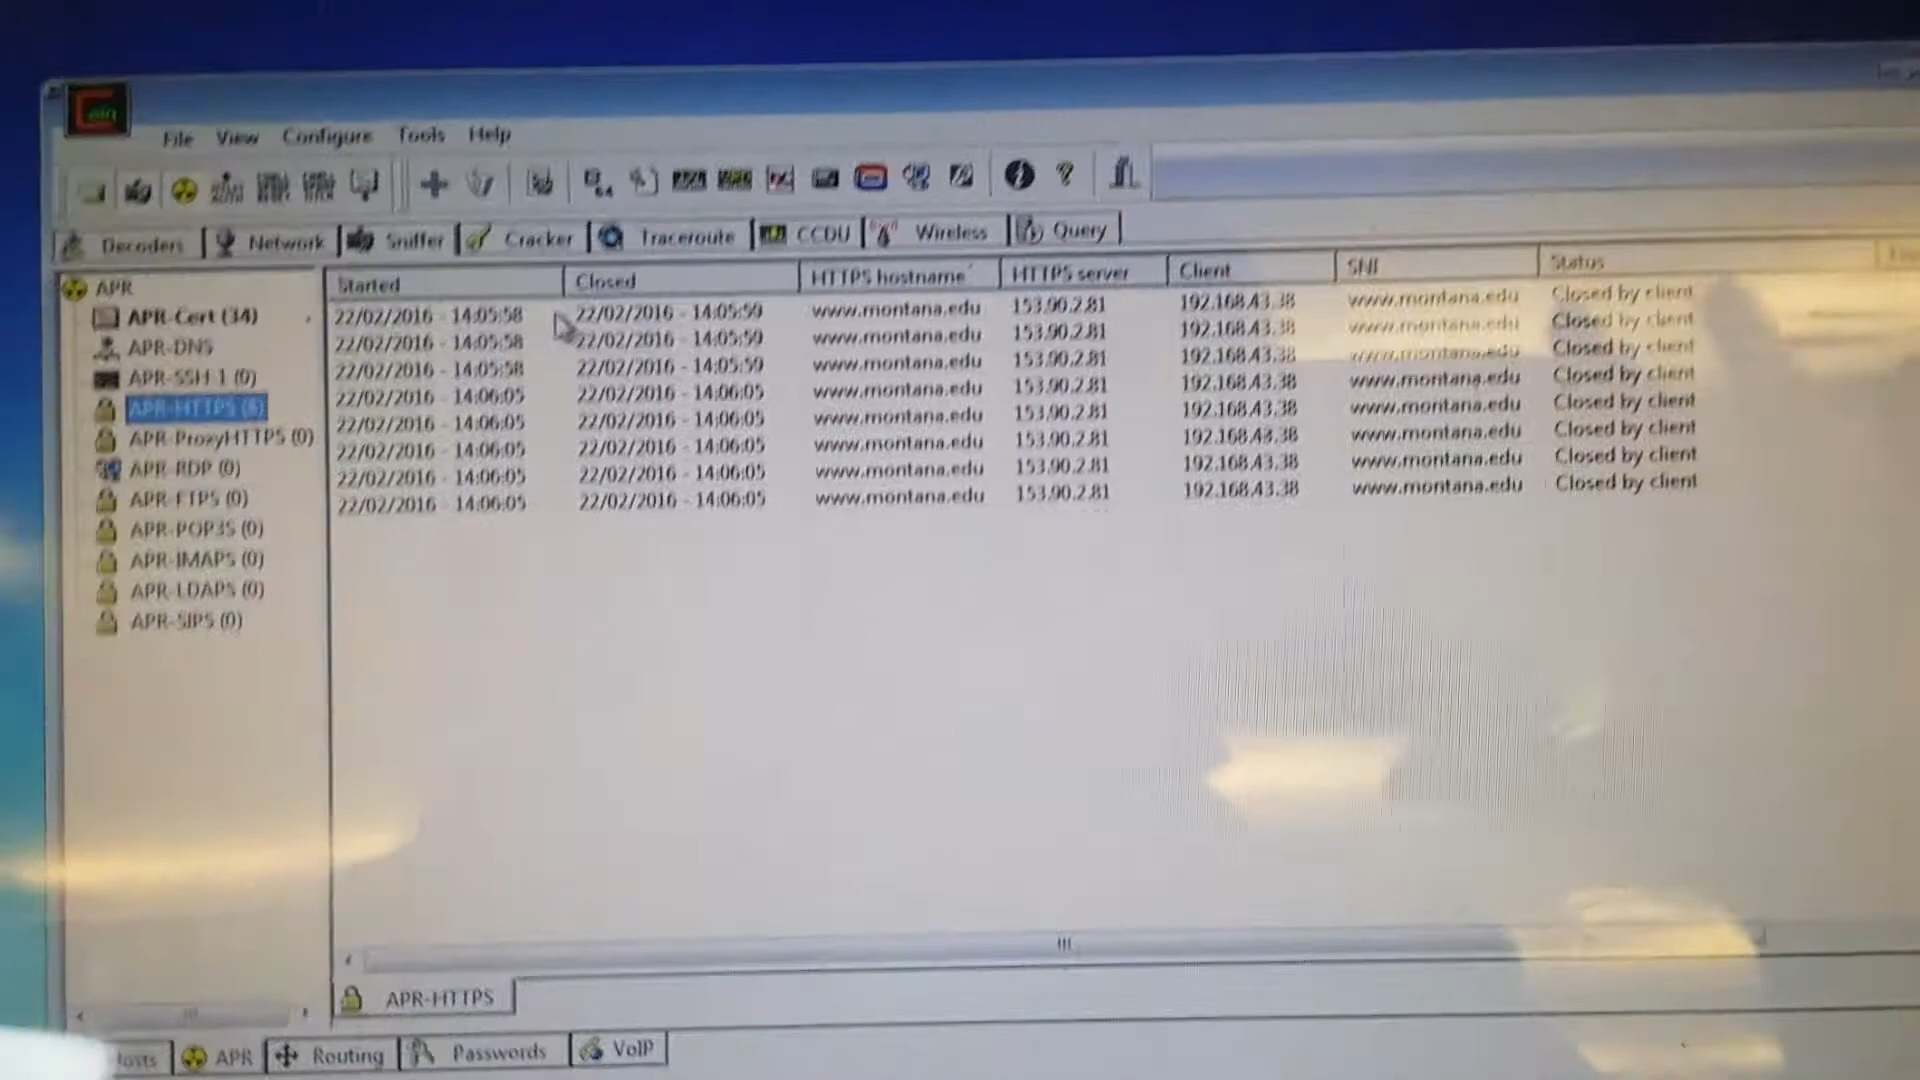 Cain
File View Configure Tools Help
Decoders Network Sniffer Cracker Traceroute CCDU Wireless Query
APR
APR-Cert (34)
APR-DNS
APR-SSH-1 (0)
APR-HTTPS (8)
APR-ProxyHTTPS (0)
APR-RDP (0)
APR-FTPS (0)
APR-POP3S (0)
APR-IMAPS (0)
APR-LDAPS (0)
APR-SIPS (0)
Started Closed HTTPS hostname HTTPS server Client SNI Status
22/02/2016 - 14:05:58 22/02/2016 - 14:05:59 www.montana.edu 153.90.2.81 192.168.43.38 www.montana.edu Closed by client
22/02/2016 - 14:05:58 22/02/2016 - 14:05:59 www.montana.edu 153.90.2.81 192.168.43.38 www.montana.edu Closed by client
22/02/2016 - 14:05:58 22/02/2016 - 14:05:59 www.montana.edu 153.90.2.81 192.168.43.38 www.montana.edu Closed by client
22/02/2016 - 14:06:05 22/02/2016 - 14:06:05 www.montana.edu 153.90.2.81 192.168.43.38 www.montana.edu Closed by client
22/02/2016 - 14:06:05 22/02/2016 - 14:06:05 www.montana.edu 153.90.2.81 192.168.43.38 www.montana.edu Closed by client
22/02/2016 - 14:06:05 22/02/2016 - 14:06:05 www.montana.edu 153.90.2.81 192.168.43.38 www.montana.edu Closed by client
22/02/2016 - 14:06:05 22/02/2016 - 14:06:05 www.montana.edu 153.90.2.81 192.168.43.38 www.montana.edu Closed by client
22/02/2016 - 14:06:05 22/02/2016 - 14:06:05 www.montana.edu 153.90.2.81 192.168.43.38 www.montana.edu Closed by client
APR-HTTPS
APR Routing Passwords VoIP